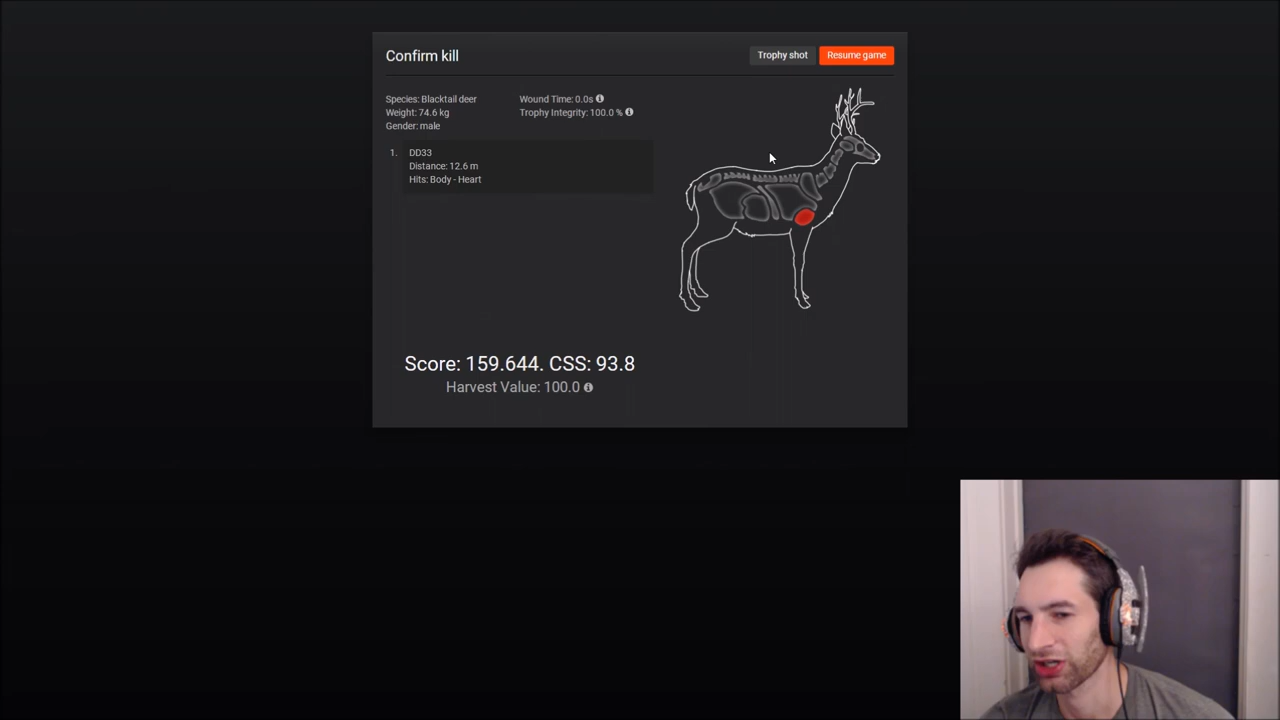 Confirm kill
Trophy shot
Resume game
Species: Blacktail deer
Weight: 74.6 kg
Gender: male
Wound Time: 0.0s
Trophy Integrity: 100.0 %
1.
DD33
Distance: 12.6 m
Hits: Body - Heart
Score: 159.644. CSS: 93.8
Harvest Value: 100.0